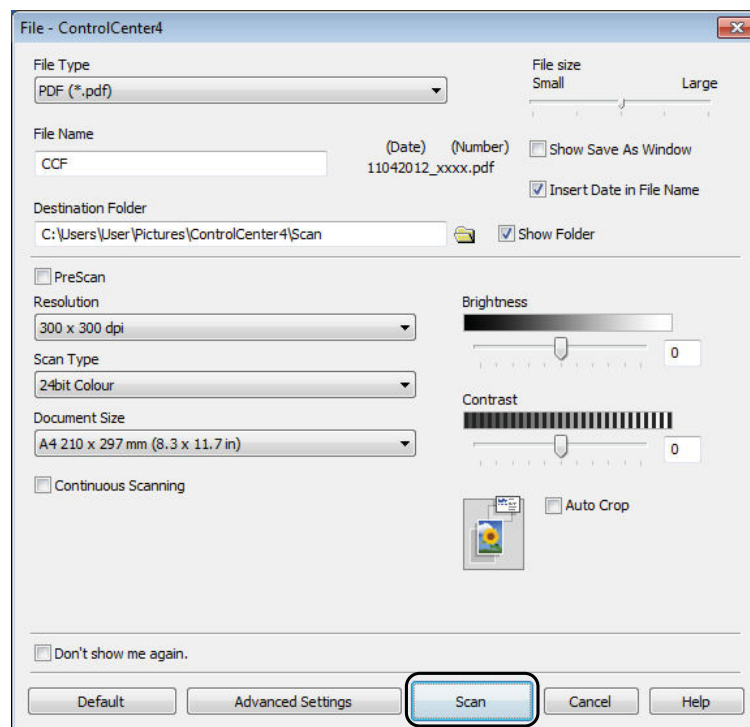 File - ControlCenter4
File Type
PDF (*.pdf)
File size
Small Large
File Name
CCF
(Date) (Number)
11042012_xxxx.pdf
Show Save As Window
Insert Date in File Name
Destination Folder
C:\Users\User\Pictures\ControlCenter4\Scan
Show Folder
PreScan
Resolution
300 x 300 dpi
Scan Type
24bit Colour
Document Size
A4 210 x 297 mm (8.3 x 11.7 in)
Continuous Scanning
Brightness
0
Contrast
0
Auto Crop
Don't show me again.
Default Advanced Settings Scan Cancel Help